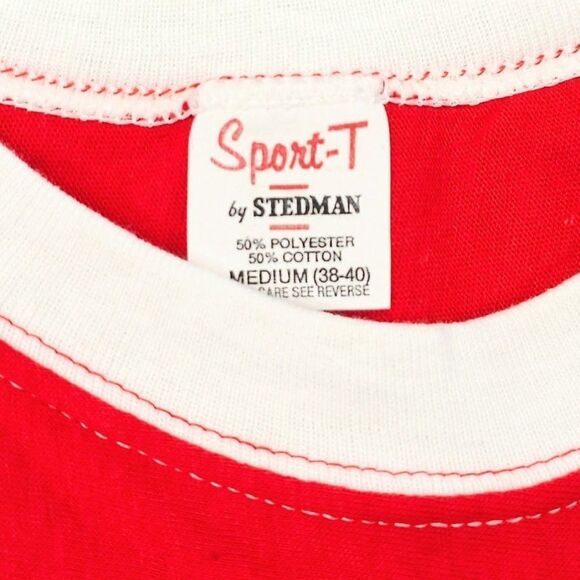 Sport-T
by STEDMAN
50% POLYESTER
50% COTTON
MEDIUM (38-40)
CARE SEE REVERSE